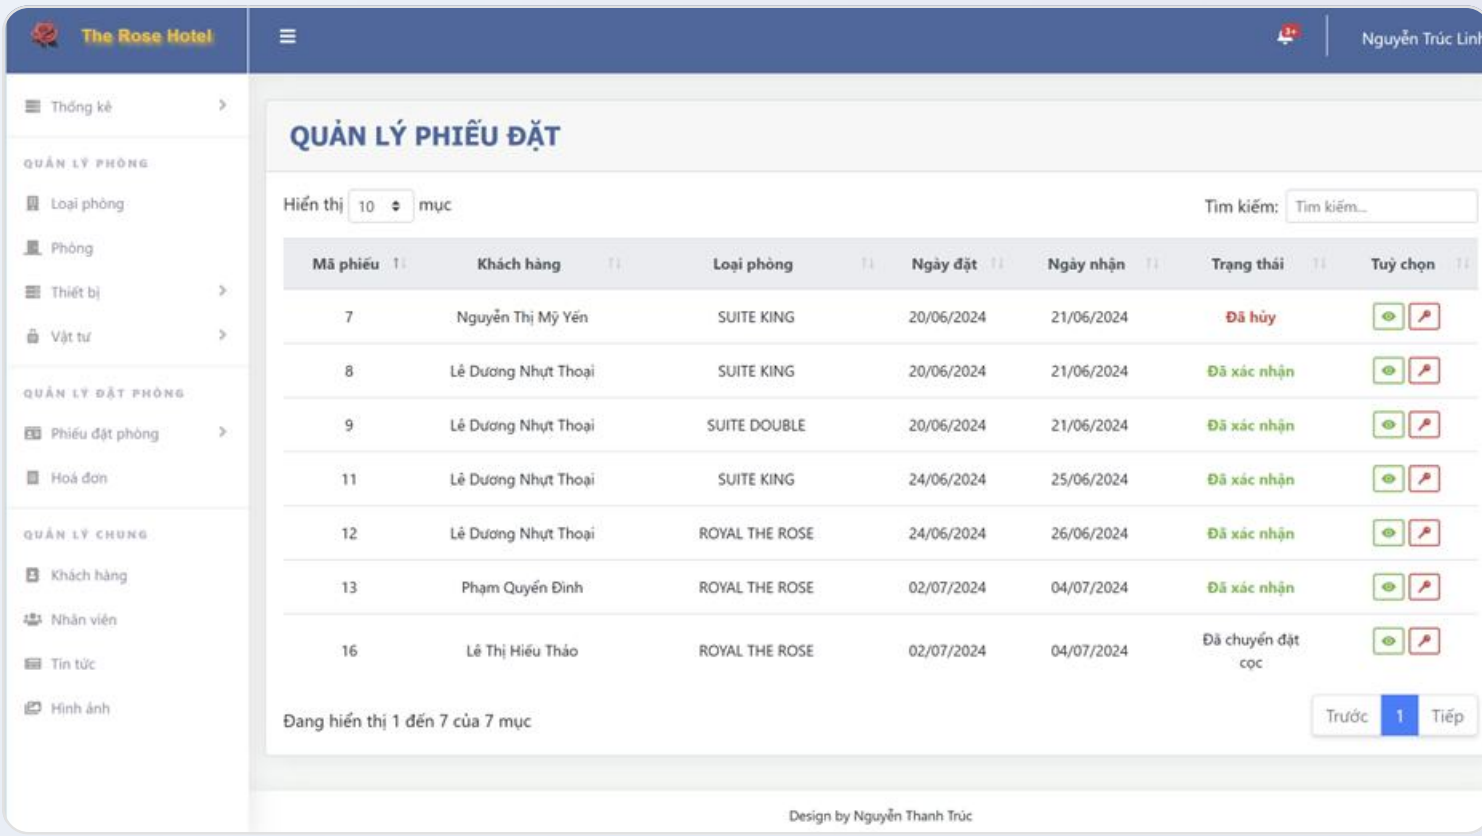 The Rose Hotel
3+
Nguyễn Trúc Linh
Thống kê
QUẢN LÝ PHÒNG
Loại phòng
Phòng
Thiết bị
Vật tư
QUẢN LÝ ĐẶT PHÒNG
Phiếu đặt phòng
Hoá đơn
QUẢN LÝ CHUNG
Khách hàng
Nhân viên
Tin tức
Hình ảnh
QUẢN LÝ PHIẾU ĐẶT
Hiển thị 10 mục
Tìm kiếm: Tìm kiếm...
Mã phiếu Khách hàng Loại phòng Ngày đặt Ngày nhận Trạng thái Tuỳ chọn
7 Nguyễn Thị Mỹ Yến SUITE KING 20/06/2024 21/06/2024 Đã hủy
8 Lê Dương Nhựt Thoại SUITE KING 20/06/2024 21/06/2024 Đã xác nhận
9 Lê Dương Nhựt Thoại SUITE DOUBLE 20/06/2024 21/06/2024 Đã xác nhận
11 Lê Dương Nhựt Thoại SUITE KING 24/06/2024 25/06/2024 Đã xác nhận
12 Lê Dương Nhựt Thoại ROYAL THE ROSE 24/06/2024 26/06/2024 Đã xác nhận
13 Phạm Quyển Đình ROYAL THE ROSE 02/07/2024 04/07/2024 Đã xác nhận
16 Lê Thị Hiếu Thảo ROYAL THE ROSE 02/07/2024 04/07/2024 Đã chuyển đặt
cọc
Đang hiển thị 1 đến 7 của 7 mục
Trước 1 Tiếp
Design by Nguyễn Thanh Trúc